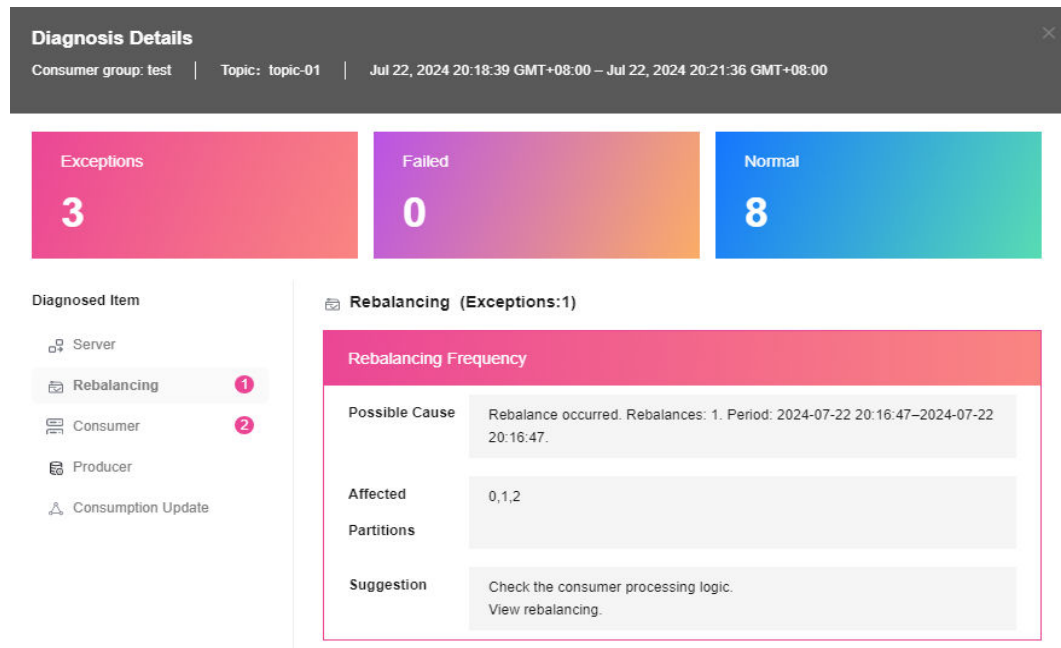 Diagnosis Details
Consumer group: test | Topic: topic-01 | Jul 22, 2024 20:18:39 GMT+08:00 – Jul 22, 2024 20:21:36 GMT+08:00
Exceptions
3
Failed
0
Normal
8
Diagnosed Item
Server
Rebalancing 1
Consumer 2
Producer
Consumption Update
Rebalancing (Exceptions:1)
Rebalancing Frequency
Possible Cause
Rebalance occurred. Rebalances: 1. Period: 2024-07-22 20:16:47–2024-07-22
20:16:47.
Affected
Partitions
0,1,2
Suggestion
Check the consumer processing logic.
View rebalancing.